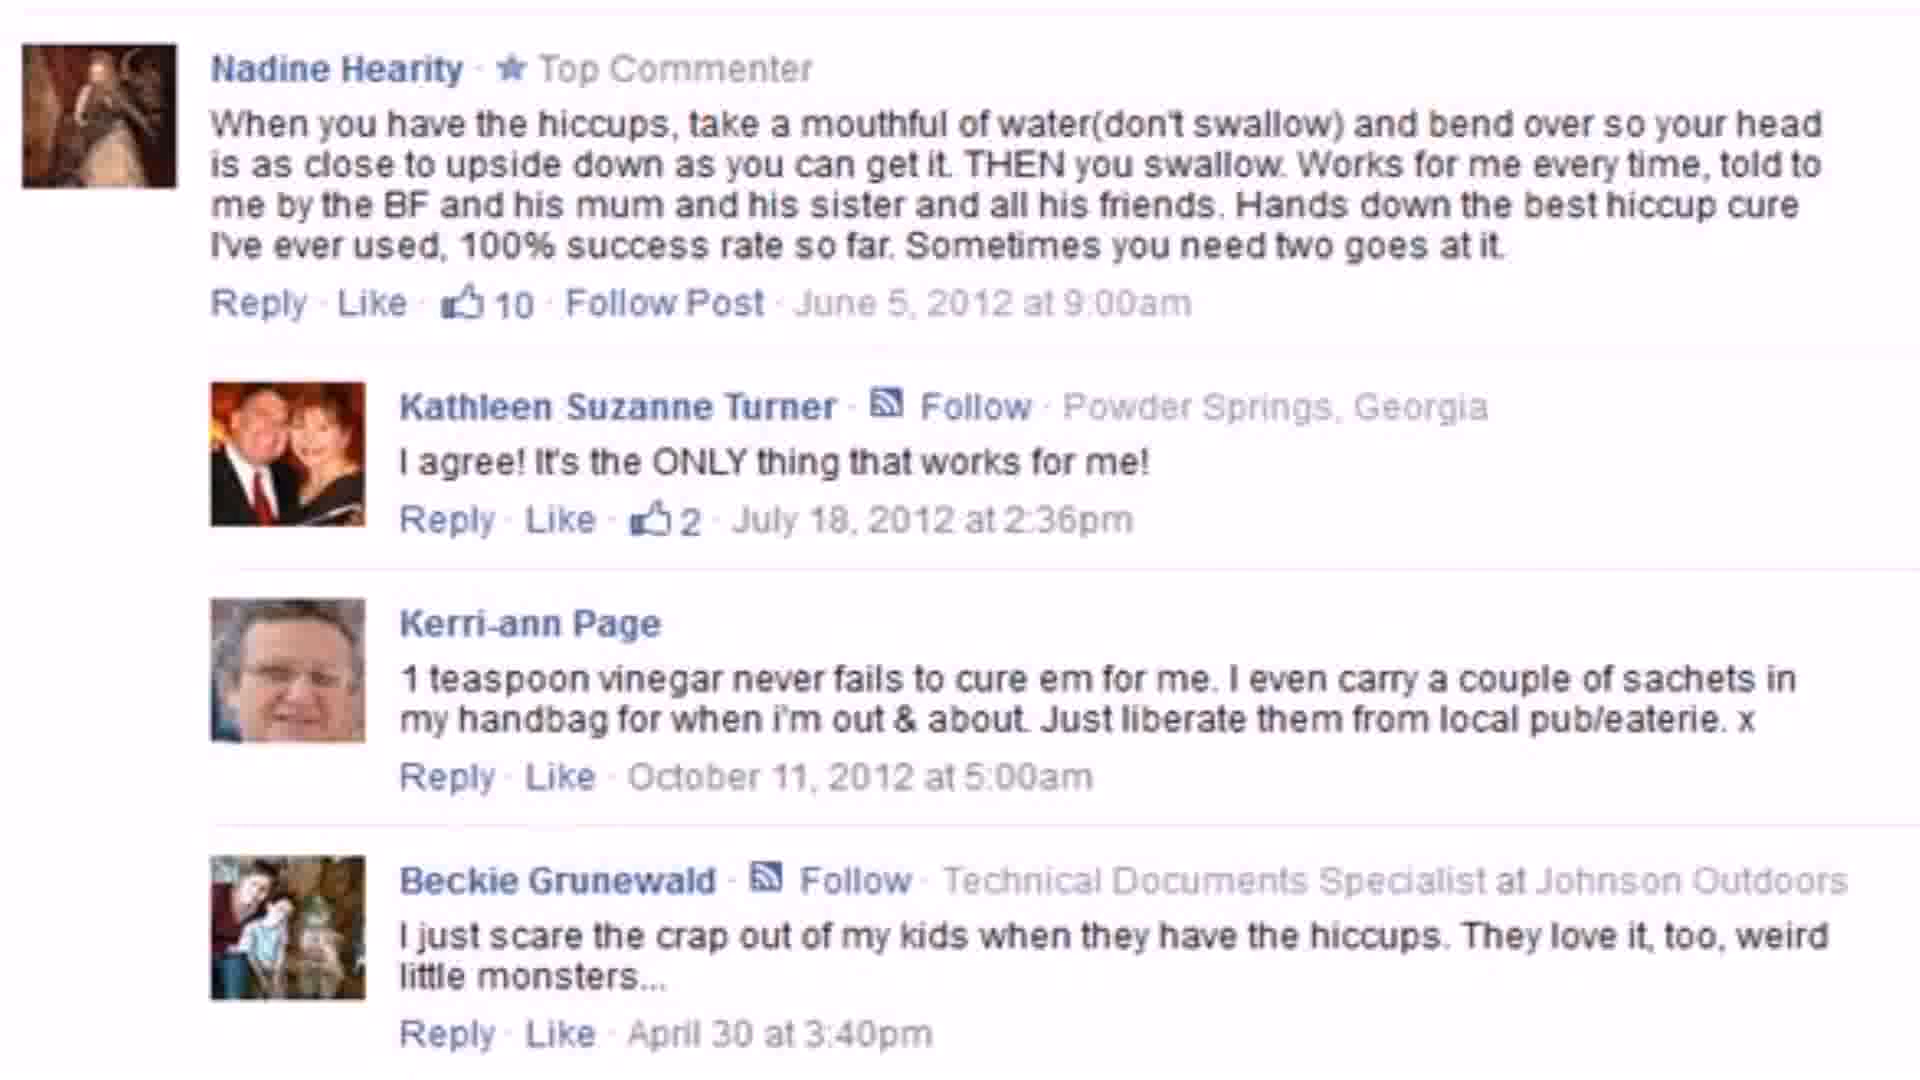 Nadine Hearity · Top Commenter
When you have the hiccups, take a mouthful of water(don't swallow) and bend over so your head
is as close to upside down as you can get it. THEN you swallow. Works for me every time, told to
me by the BF and his mum and his sister and all his friends. Hands down the best hiccup cure
I've ever used, 100% success rate so far. Sometimes you need two goes at it.
Reply · Like · 10 · Follow Post · June 5, 2012 at 9:00am
Kathleen Suzanne Turner · Follow · Powder Springs, Georgia
I agree! It's the ONLY thing that works for me!
Reply · Like · 2 · July 18, 2012 at 2:36pm
Kerri-ann Page
1 teaspoon vinegar never fails to cure em for me. I even carry a couple of sachets in
my handbag for when i'm out & about. Just liberate them from local pub/eaterie. x
Reply · Like · October 11, 2012 at 5:00am
Beckie Grunewald · Follow · Technical Documents Specialist at Johnson Outdoors
I just scare the crap out of my kids when they have the hiccups. They love it, too, weird
little monsters...
Reply · Like · April 30 at 3:40pm